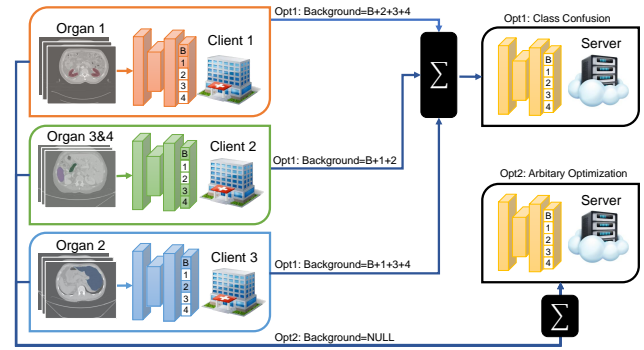 Opt1: Background=B+2+3+4
Opt1: Class Confusion
Organ 1
Client 1
B
1
2
3
4
∑
Server
B
1
2
3
4
Organ 3&4
Client 2
B
1
2
3
4
Opt1: Background=B+1+2
Opt2: Arbitary Optimization
Server
B
1
2
3
4
Organ 2
Client 3
B
1
2
3
4
Opt1: Background=B+1+3+4
∑
Opt2: Background=NULL